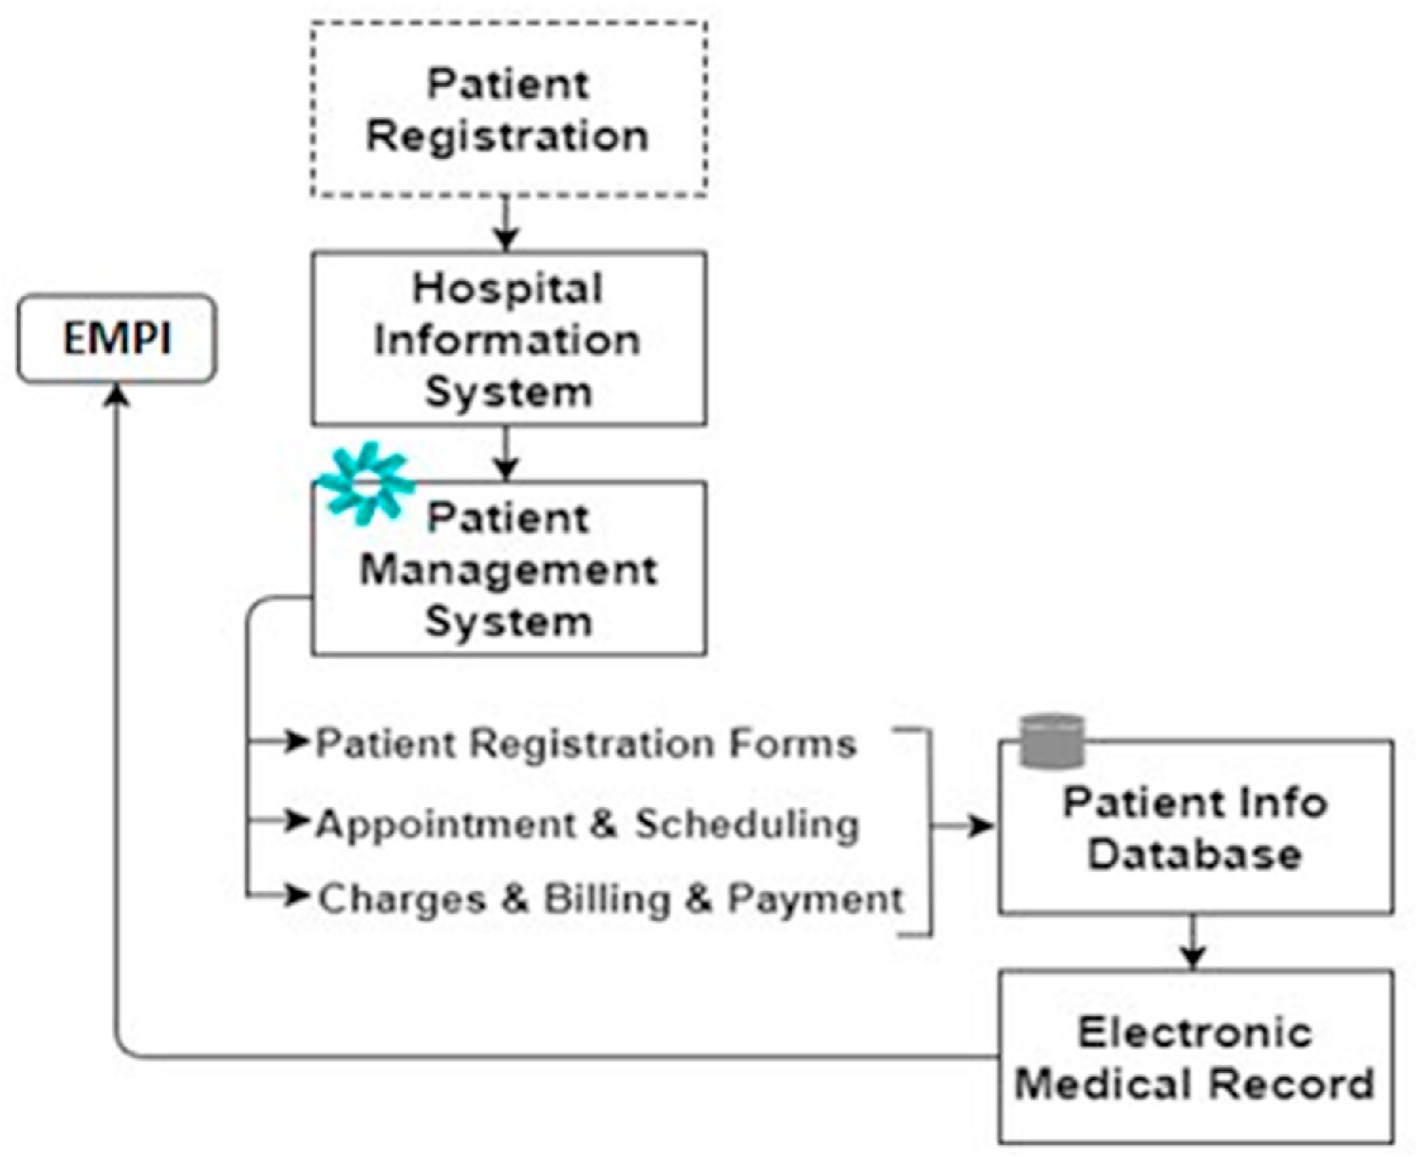 Patient
Registration
Hospital
Information
System
EMPI
Patient
Management
System
Patient Registration Forms
Appointment & Scheduling
Charges & Billing & Payment
Patient Info
Database
Electronic
Medical Record